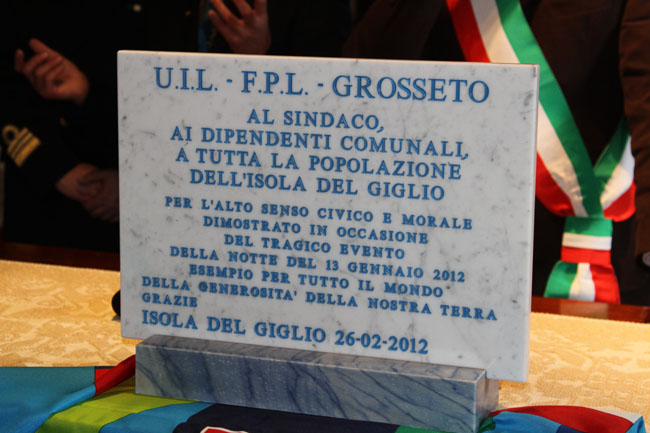 U.I.L. - F.P.L. - GROSSETO
AL SINDACO,
AI DIPENDENTI COMUNALI,
A TUTTA LA POPOLAZIONE
DELL'ISOLA DEL GIGLIO
PER L'ALTO SENSO CIVICO E MORALE
DIMOSTRATO IN OCCASIONE
DEL TRAGICO EVENTO
DELLA NOTTE DEL 13 GENNAIO 2012
ESEMPIO PER TUTTO IL MONDO
DELLA GENEROSITA' DELLA NOSTRA TERRA
GRAZIE
ISOLA DEL GIGLIO 26-02-2012